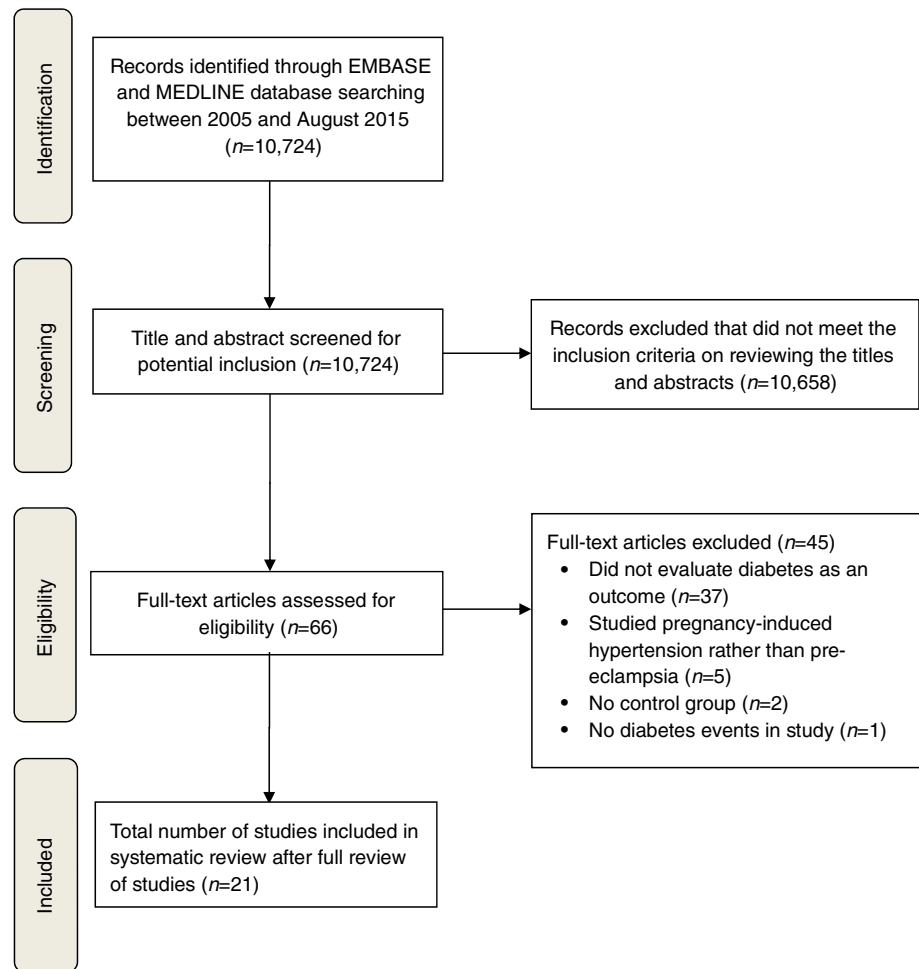 Identification
Records identified through EMBASE
and MEDLINE database searching
between 2005 and August 2015
(n=10,724)
Screening
Title and abstract screened for
potential inclusion (n=10,724)
Records excluded that did not meet the
inclusion criteria on reviewing the titles
and abstracts (n=10,658)
Eligibility
Full-text articles assessed for
eligibility (n=66)
Full-text articles excluded (n=45)
• Did not evaluate diabetes as an
outcome (n=37)
• Studied pregnancy-induced
hypertension rather than pre-
eclampsia (n=5)
• No control group (n=2)
• No diabetes events in study (n=1)
Included
Total number of studies included in
systematic review after full review
of studies (n=21)